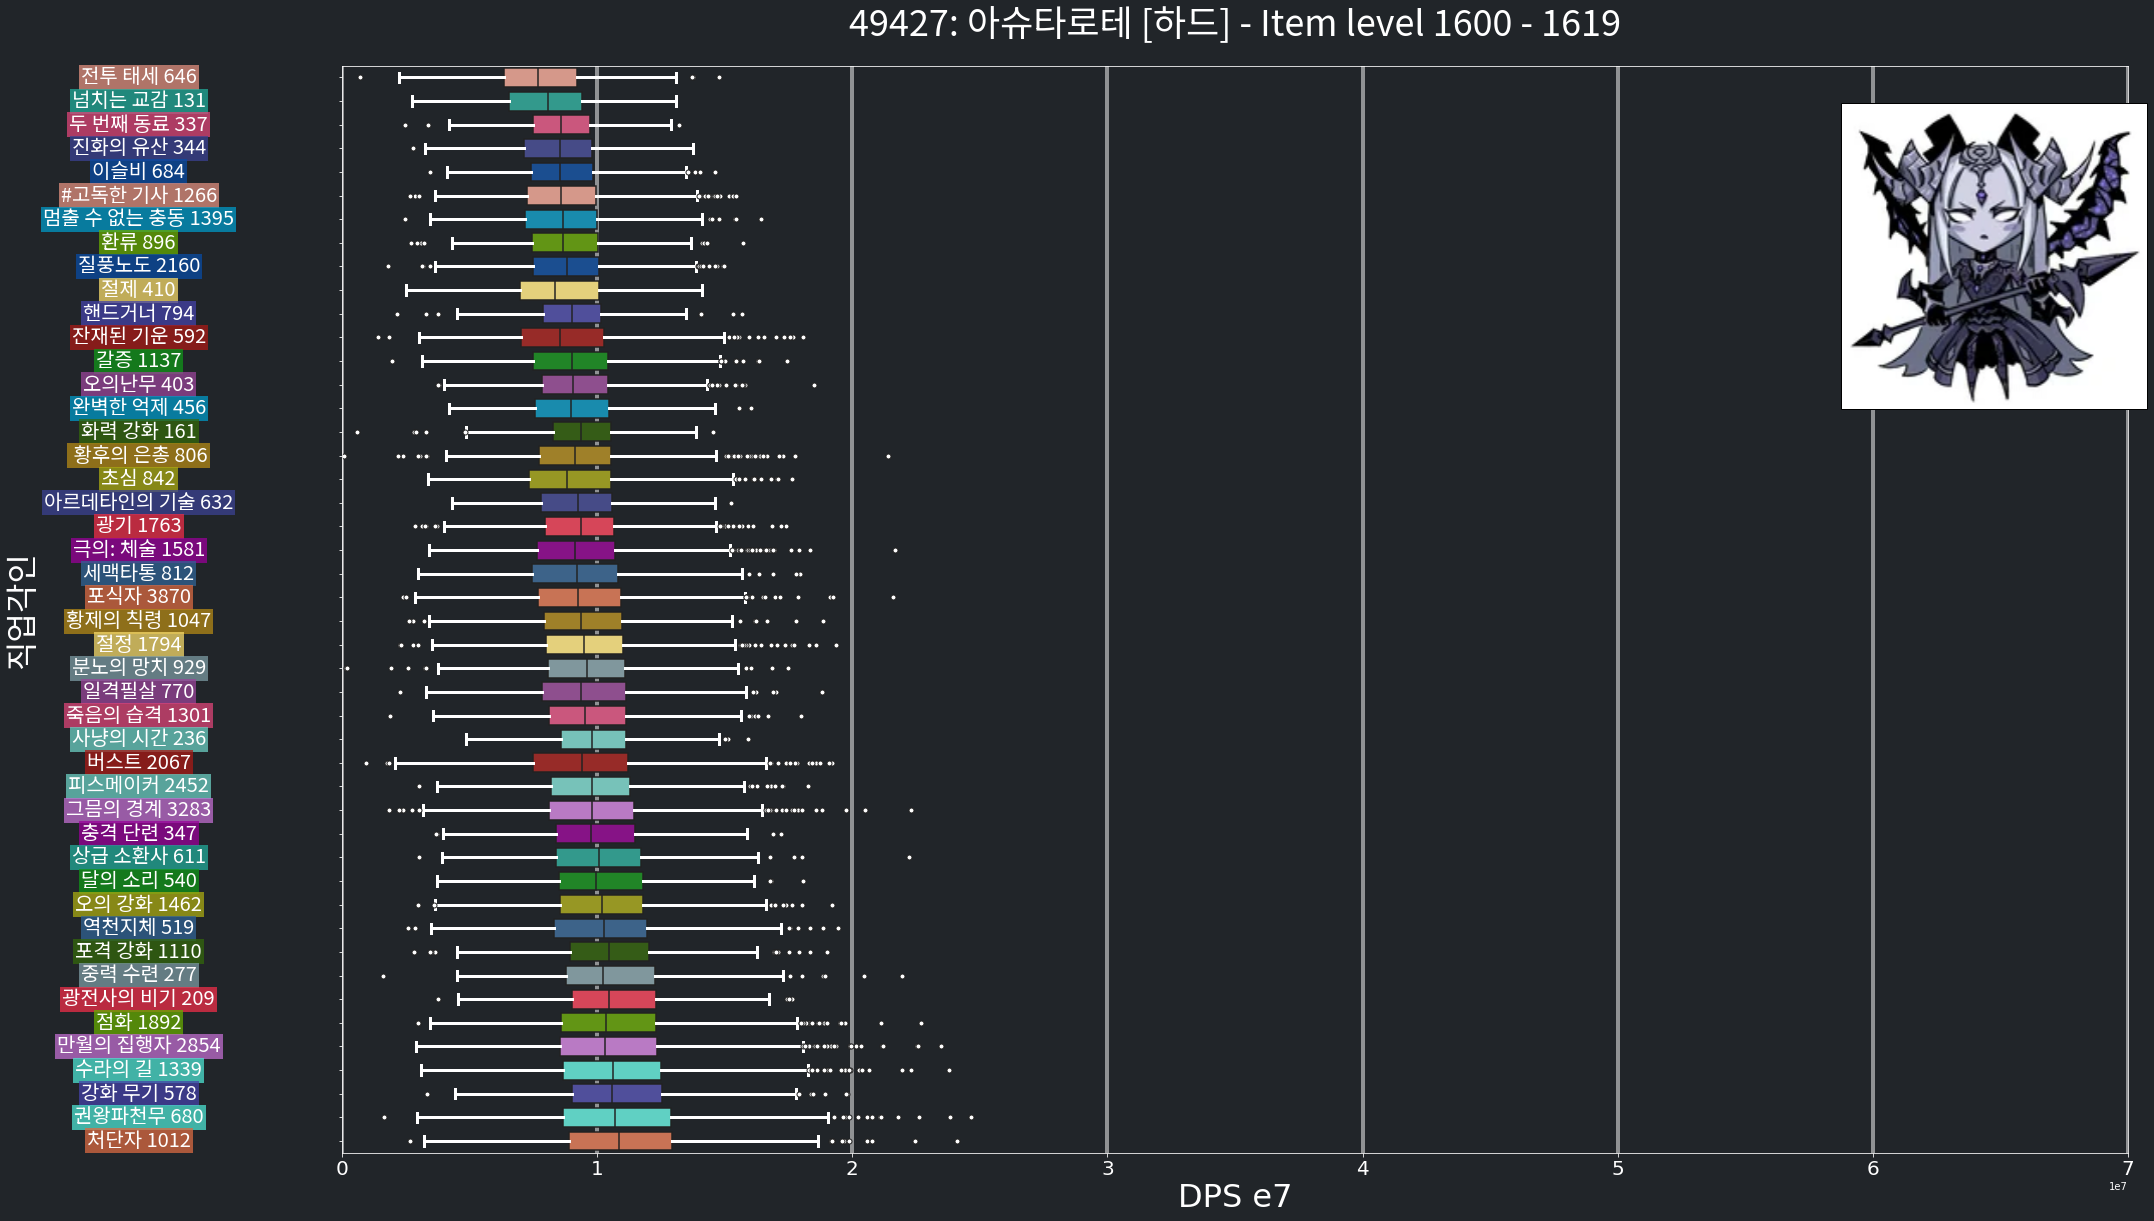 49427: 아슈타로테 [하드] - Item level 1600 - 1619
직업각인
전투 태세 646
넘치는 교감 131
두 번째 동료 337
진화의 유산 344
이슬비 684
#고독한 기사 1266
멈출 수 없는 충동 1395
환류 896
질풍노도 2160
절제 410
핸드거너 794
잔재된 기운 592
갈증 1137
오의난무 403
완벽한 억제 456
화력 강화 161
황후의 은총 806
초심 842
아르데타인의 기술 632
광기 1763
극의: 체술 1581
세맥타통 812
포식자 3870
황제의 칙령 1047
절정 1794
분노의 망치 929
일격필살 770
죽음의 습격 1301
사냥의 시간 236
버스트 2067
피스메이커 2452
그믐의 경계 3283
충격 단련 347
상급 소환사 611
달의 소리 540
오의 강화 1462
역천지체 519
포격 강화 1110
중력 수련 277
광전사의 비기 209
점화 1892
만월의 집행자 2854
수라의 길 1339
강화 무기 578
권왕파천무 680
처단자 1012
0 1 2 3 4 5 6 7
1e7
DPS e7